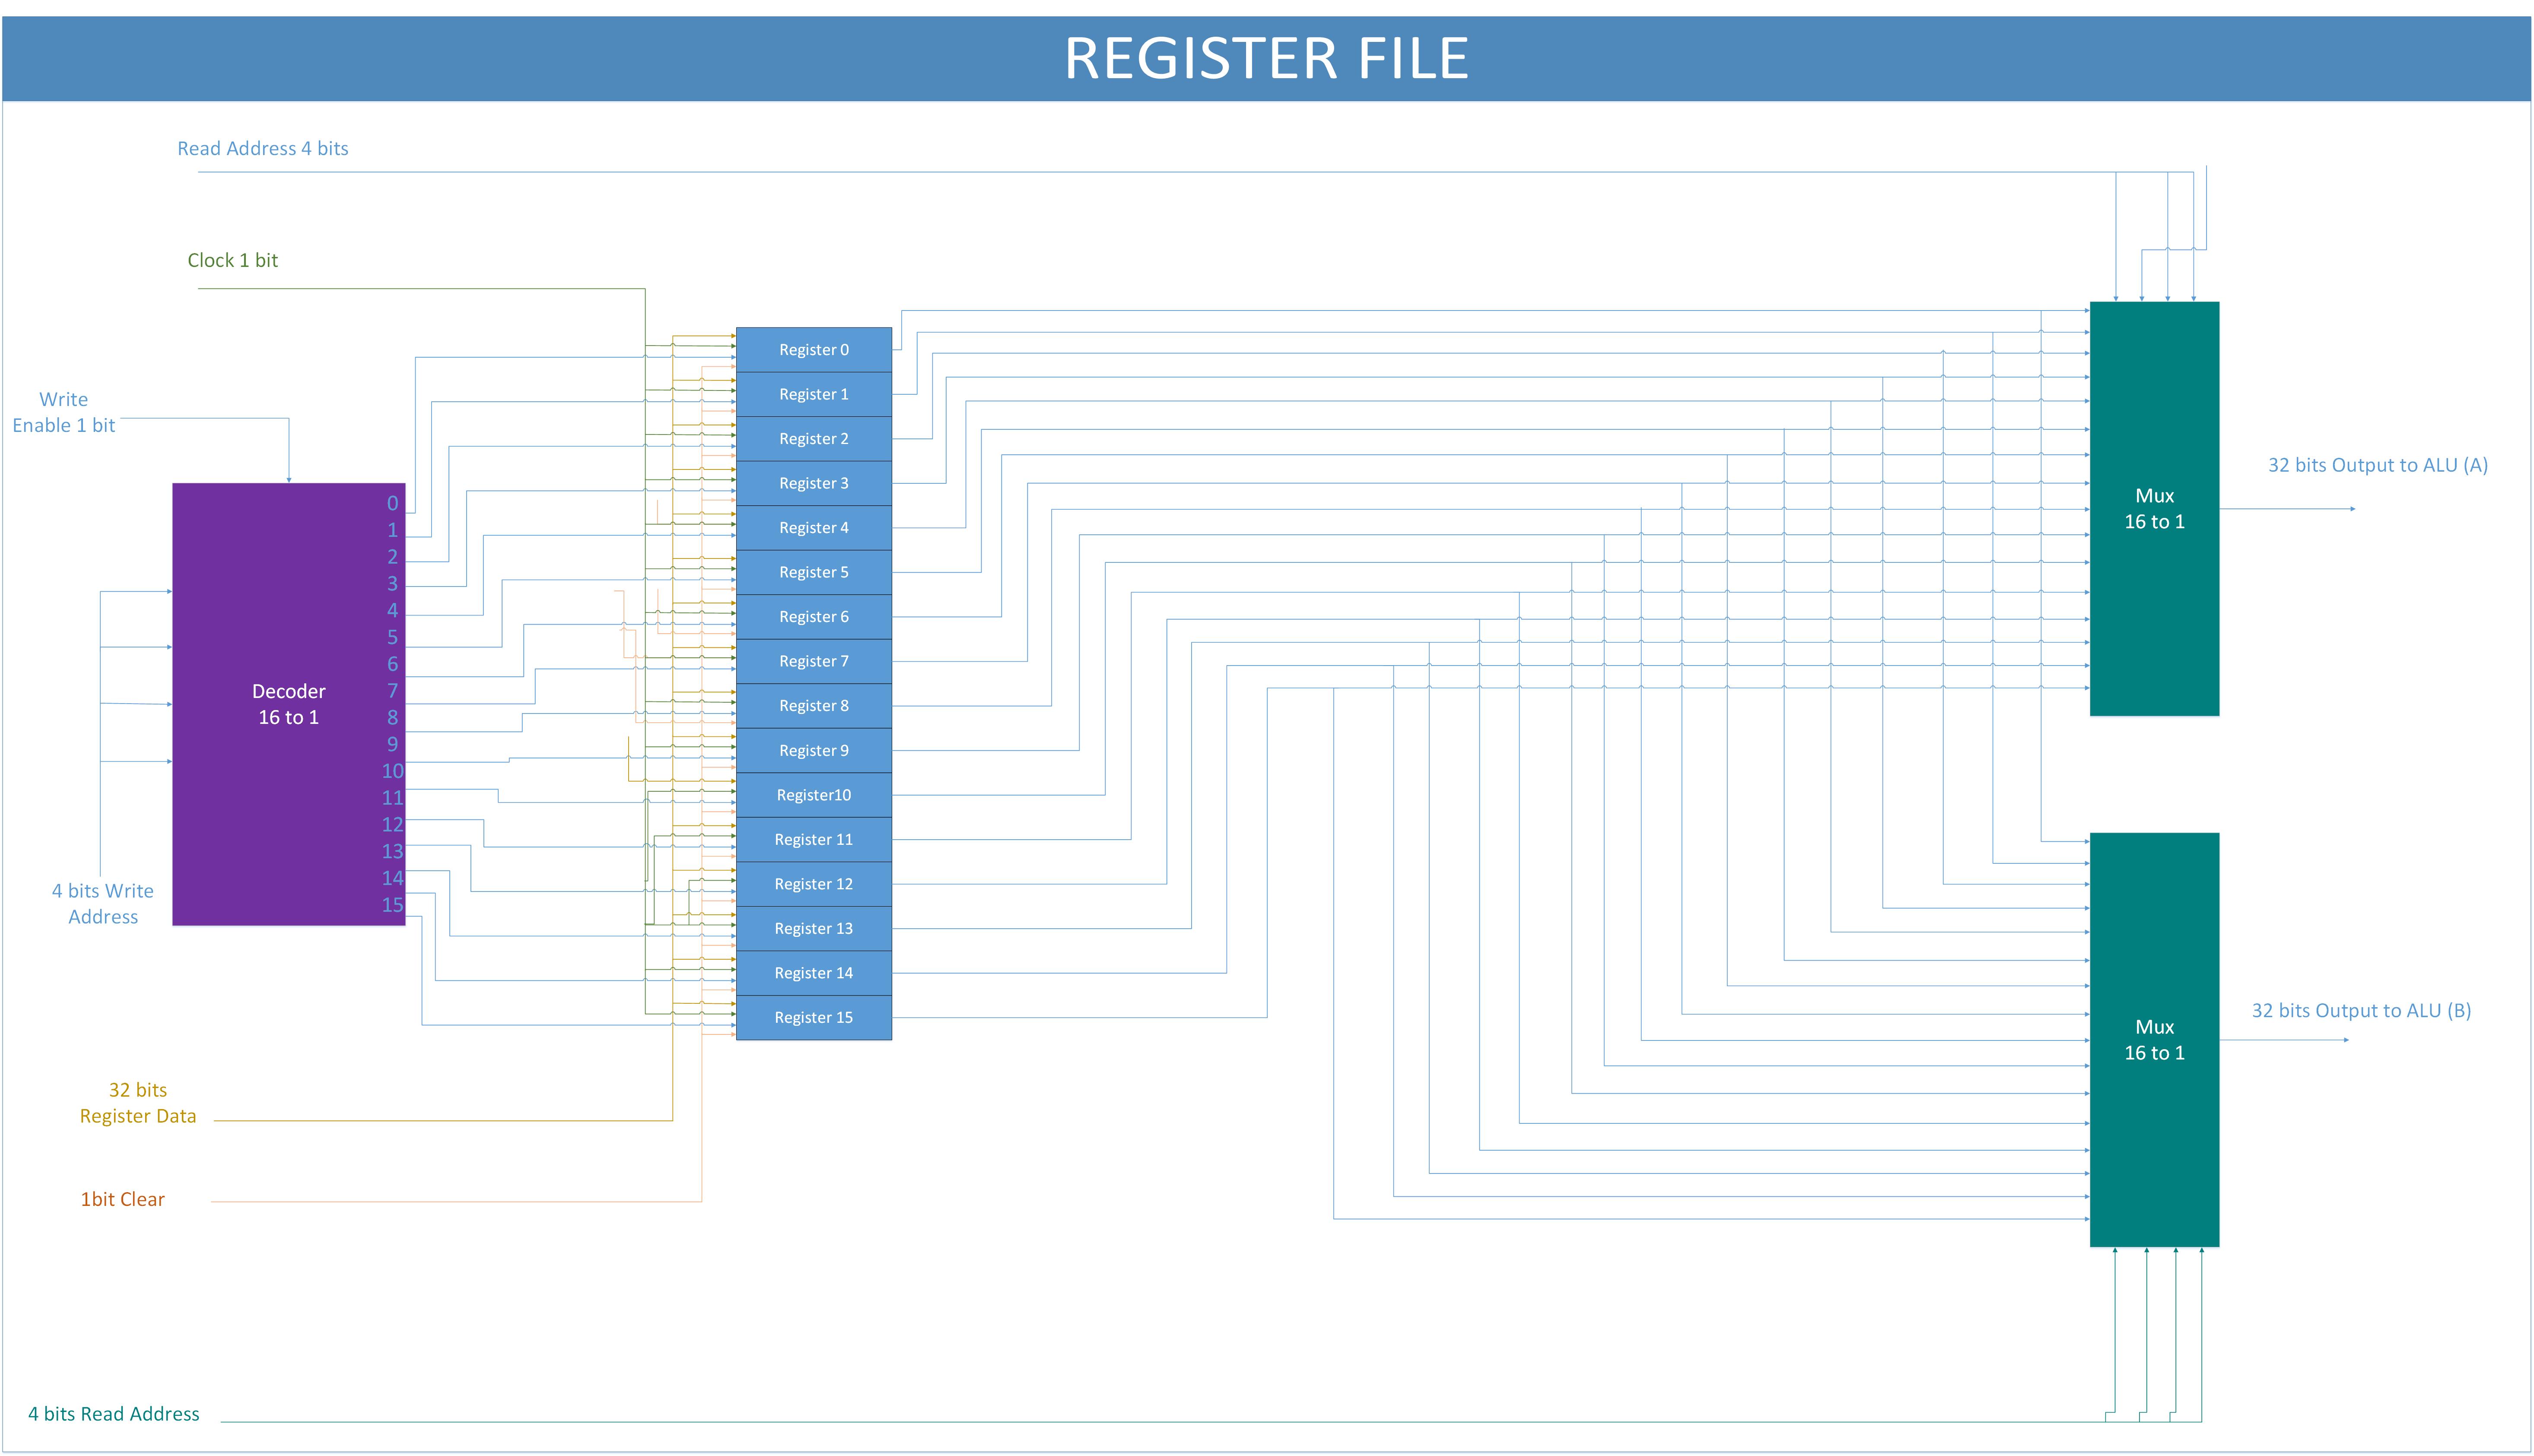 REGISTER FILE
Read Address 4 bits
Clock 1 bit
Write
Enable 1 bit
Decoder
16 to 1
0
1
2
3
4
5
6
7
8
9
10
11
12
13
14
15
4 bits Write
Address
32 bits
Register Data
1bit Clear
4 bits Read Address
Register 0
Register 1
Register 2
Register 3
Register 4
Register 5
Register 6
Register 7
Register 8
Register 9
Register10
Register 11
Register 12
Register 13
Register 14
Register 15
Mux
16 to 1
32 bits Output to ALU (A)
Mux
16 to 1
32 bits Output to ALU (B)